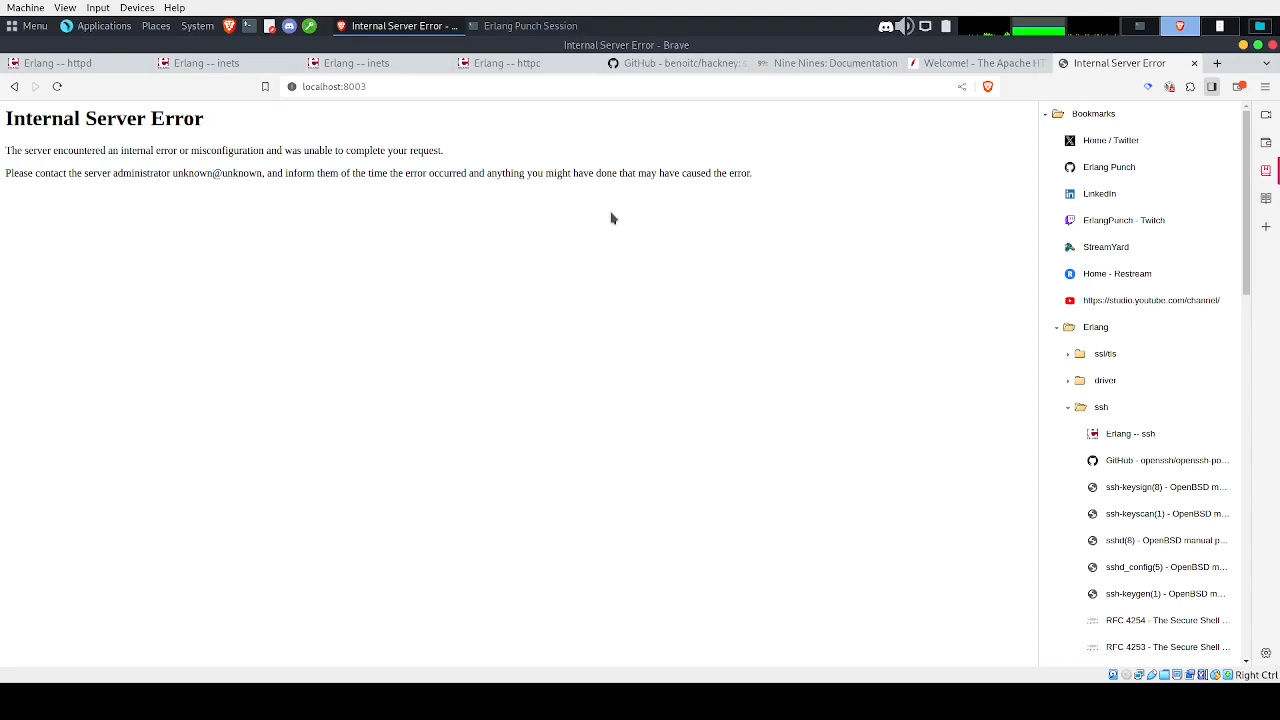 Machine View Input Devices Help
Menu Applications Places System Internal Server Error - ... Erlang Punch Session
Internal Server Error - Brave
Erlang -- httpd Erlang -- inets Erlang -- inets Erlang -- httpc GitHub - benoitc/hackney: s Nine Nines: Documentation Welcome! - The Apache HT Internal Server Error
localhost:8003
Internal Server Error
The server encountered an internal error or misconfiguration and was unable to complete your request.
Please contact the server administrator unknown@unknown, and inform them of the time the error occurred and anything you might have done that may have caused the error.
Bookmarks
Home / Twitter
Erlang Punch
LinkedIn
ErlangPunch - Twitch
StreamYard
Home - Restream
https://studio.youtube.com/channel/
Erlang
ssl/tls
driver
ssh
Erlang -- ssh
GitHub - openssh/openssh-po...
ssh-keysign(8) - OpenBSD m...
ssh-keyscan(1) - OpenBSD m...
sshd(8) - OpenBSD manual p...
sshd_config(5) - OpenBSD m...
ssh-keygen(1) - OpenBSD m...
RFC 4254 - The Secure Shell ...
RFC 4253 - The Secure Shell ...
Right Ctrl